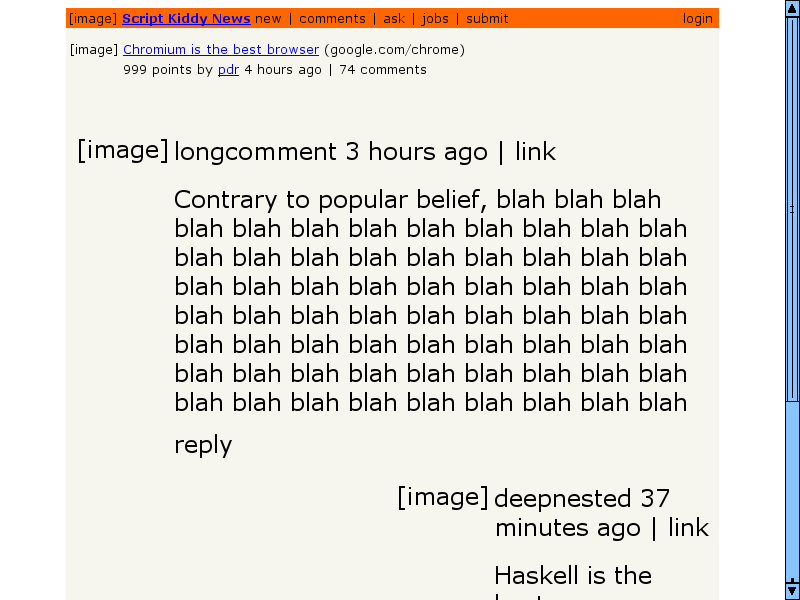 [image] Script Kiddy News new | comments | ask | jobs | submit login
[image] Chromium is the best browser (google.com/chrome)
999 points by pdr 4 hours ago | 74 comments
[image] longcomment 3 hours ago | link
Contrary to popular belief, blah blah blah
blah blah blah blah blah blah blah blah blah
blah blah blah blah blah blah blah blah blah
blah blah blah blah blah blah blah blah blah
blah blah blah blah blah blah blah blah blah
blah blah blah blah blah blah blah blah blah
blah blah blah blah blah blah blah blah blah
blah blah blah blah blah blah blah blah blah
reply
[image] deepnested 37
minutes ago | link
Haskell is the